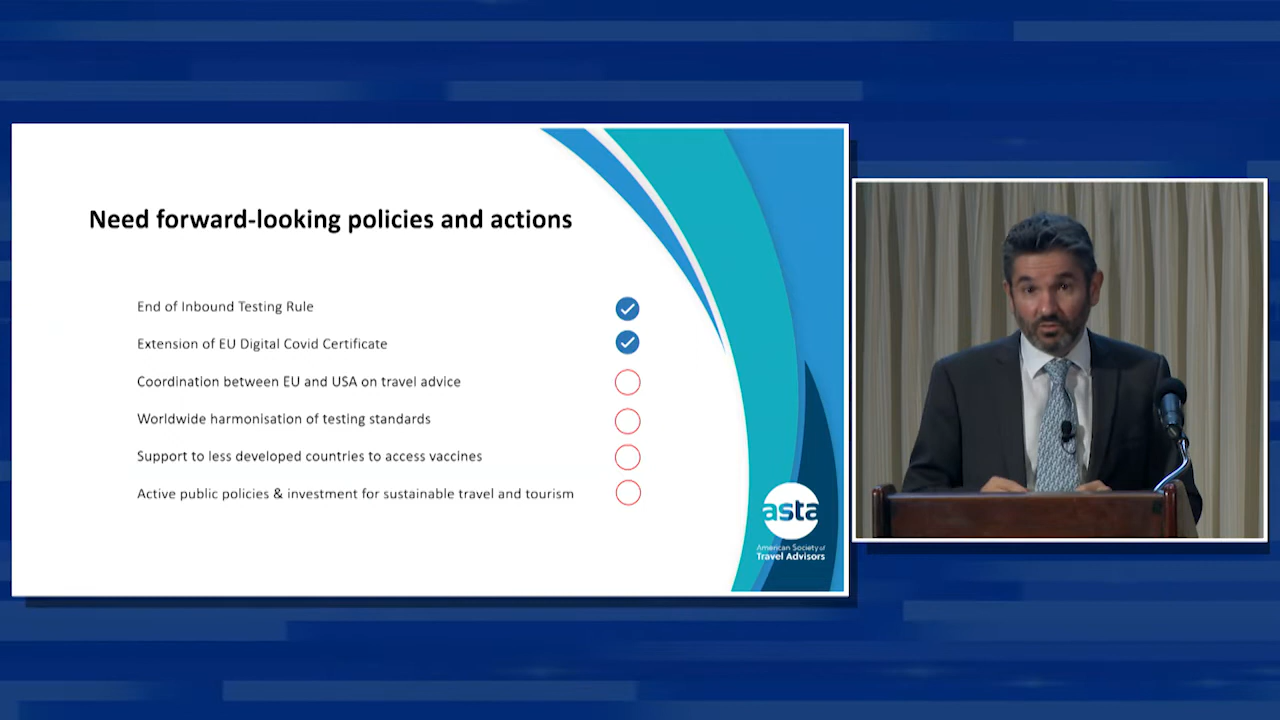 Need forward-looking policies and actions
End of Inbound Testing Rule
Extension of EU Digital Covid Certificate
Coordination between EU and USA on travel advice
Worldwide harmonisation of testing standards
Support to less developed countries to access vaccines
Active public policies & investment for sustainable travel and tourism
asta
American Society of
Travel Advisors